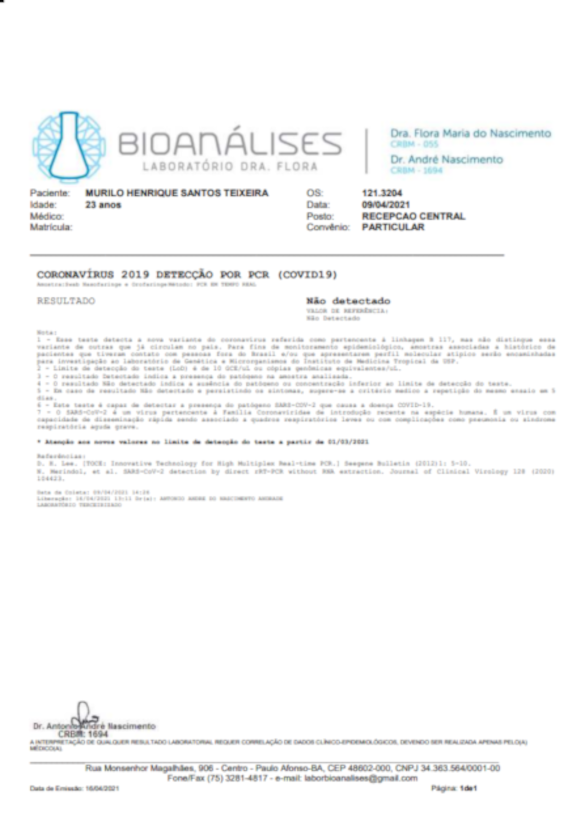 BIOANÁLISES
LABORATÓRIO DRA. FLORA
Dra. Flora Maria do Nascimento
CRBM - 055
Dr. André Nascimento
CRBM - 1694
Paciente: MURILO HENRIQUE SANTOS TEIXEIRA OS: 121.3204
Idade: 23 anos Data: 09/04/2021
Médico: Posto: RECEPCAO CENTRAL
Matrícula: Convênio: PARTICULAR
CORONAVÍRUS 2019 DETECÇÃO POR PCR (COVID19)
Amostra:Swab Nasofaringe e Orofaringe Método: PCR EM TEMPO REAL
RESULTADO Não detectado
VALOR DE REFERÊNCIA:
Não Detectado
Nota:
1 - Esse teste detecta a nova variante do coronavírus referida como pertencente à linhagem B 117, mas não distingue essa
variante de outras que já circulam no país. Para fins de monitoramento epidemiológico, amostras associadas a histórico de
pacientes que tiveram contato com pessoas fora do Brasil e/ou que apresentarem perfil molecular atípico serão encaminhadas
para investigação ao laboratório de Genética e Microorganismos do Instituto de Medicina Tropical da USP.
2 - Limite de detecção do teste (LoD) é de 10 GCE/uL ou cópias genômicas equivalentes/uL.
3 - O resultado Detectado indica a presença do patógeno na amostra analisada.
4 - O resultado Não detectado indica a ausência do patógeno ou concentração inferior ao limite de detecção do teste.
5 - Em caso de resultado Não detectado e persistindo os sintomas, sugere-se a critério médico a repetição do mesmo ensaio em 5
dias.
6 - Este teste é capaz de detectar a presença do patógeno SARS-COV-2 que causa a doença COVID-19.
7 - O SARS-CoV-2 é um vírus pertencente à Família Coronaviridae de introdução recente na espécie humana. É um vírus com
capacidade de disseminação rápida sendo associado a quadros respiratórios leves ou com complicações como pneumonia ou síndrome
respiratória aguda grave.
* Atenção aos novos valores no limite de detecção do teste a partir de 01/03/2021
Referências:
D. K. Lee. [TOCE: Innovative Technology for High Multiplex Real-time PCR.] Seegene Bulletin (2012)1: 5-10.
N. Merindol, et al. SARS-CoV-2 detection by direct rRT-PCR without RNA extraction. Journal of Clinical Virology 128 (2020)
104423.
Data da Coleta: 09/04/2021
Liberação: 16/04/2021 13:11 Dr(a): ANTONIO ANDRE DO NASCIMENTO ANDRADE
LABORATÓRIO TERCEIRIZADO
Dr. Antonio André Nascimento
CRBM: 1694
A INTERPRETAÇÃO DE QUALQUER RESULTADO LABORATORIAL REQUER CORRELAÇÃO DE DADOS CLÍNICO-EPIDEMIOLÓGICOS, DEVENDO SER REALIZADA APENAS PELO(A)
MÉDICO(A).
Rua Monsenhor Magalhães, 906 - Centro - Paulo Afonso-BA, CEP 48602-000, CNPJ 34.363.564/0001-00
Fone/Fax (75) 3281-4817 - e-mail: laborbioanalises@gmail.com
Data de Emissão: 16/04/2021 Página: 1de1